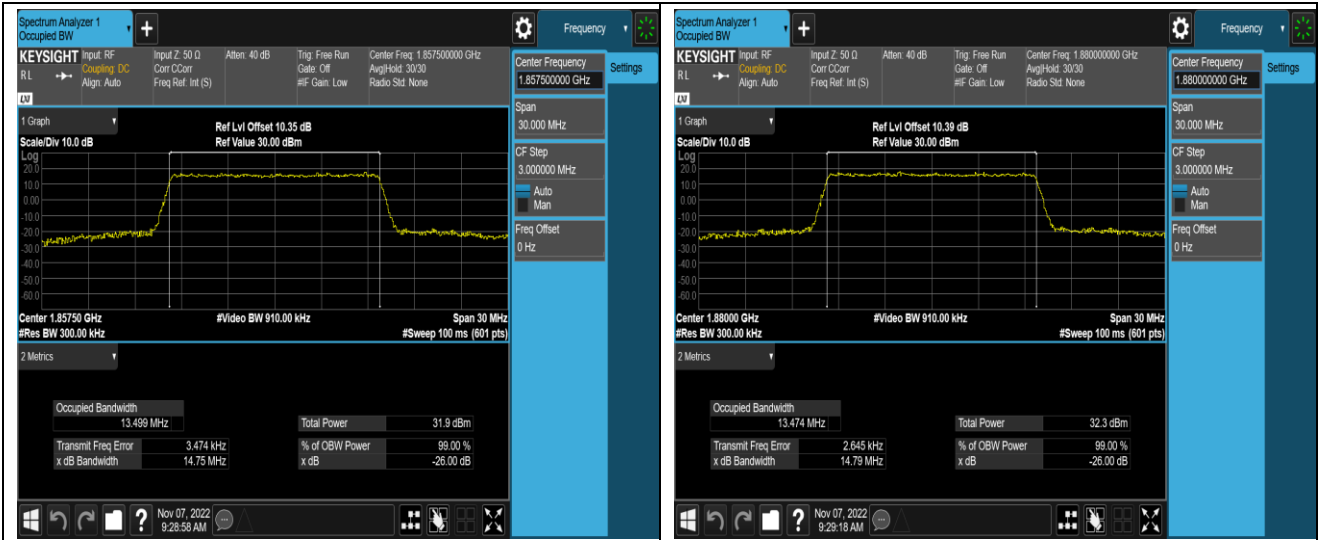 Spectrum Analyzer 1
Occupied BW
+
Frequency
KEYSIGHT
RL
LXI
Input: RF
Coupling: DC
Align: Auto
Input Z: 50 Ω
Corr CCorr
Freq Ref: Int (S)
Atten: 40 dB
Trig: Free Run
Gate: Off
#IF Gain: Low
Center Freq: 1.857500000 GHz
Avg|Hold: 30/30
Radio Std: None
Center Frequency
1.857500000 GHz
Settings
Span
30.000 MHz
CF Step
3.000000 MHz
Auto
Man
Freq Offset
0 Hz
1 Graph
Scale/Div 10.0 dB
Ref Lvl Offset 10.35 dB
Ref Value 30.00 dBm
Log
20.0
10.0
0.00
-10.0
-20.0
-30.0
-40.0
-50.0
-60.0
Center 1.85750 GHz
#Res BW 300.00 kHz
#Video BW 910.00 kHz
Span 30 MHz
#Sweep 100 ms (601 pts)
2 Metrics
Occupied Bandwidth
13.499 MHz
Transmit Freq Error 3.474 kHz
x dB Bandwidth 14.75 MHz
Total Power 31.9 dBm
% of OBW Power 99.00 %
x dB -26.00 dB
?
Nov 07, 2022
9:28:58 AM
Spectrum Analyzer 1
Occupied BW
+
Frequency
KEYSIGHT
RL
LXI
Input: RF
Coupling: DC
Align: Auto
Input Z: 50 Ω
Corr CCorr
Freq Ref: Int (S)
Atten: 40 dB
Trig: Free Run
Gate: Off
#IF Gain: Low
Center Freq: 1.880000000 GHz
Avg|Hold: 30/30
Radio Std: None
Center Frequency
1.880000000 GHz
Settings
Span
30.000 MHz
CF Step
3.000000 MHz
Auto
Man
Freq Offset
0 Hz
1 Graph
Scale/Div 10.0 dB
Ref Lvl Offset 10.39 dB
Ref Value 30.00 dBm
Log
20.0
10.0
0.00
-10.0
-20.0
-30.0
-40.0
-50.0
-60.0
Center 1.88000 GHz
#Res BW 300.00 kHz
#Video BW 910.00 kHz
Span 30 MHz
#Sweep 100 ms (601 pts)
2 Metrics
Occupied Bandwidth
13.474 MHz
Transmit Freq Error 2.645 kHz
x dB Bandwidth 14.79 MHz
Total Power 32.3 dBm
% of OBW Power 99.00 %
x dB -26.00 dB
?
Nov 07, 2022
9:29:18 AM